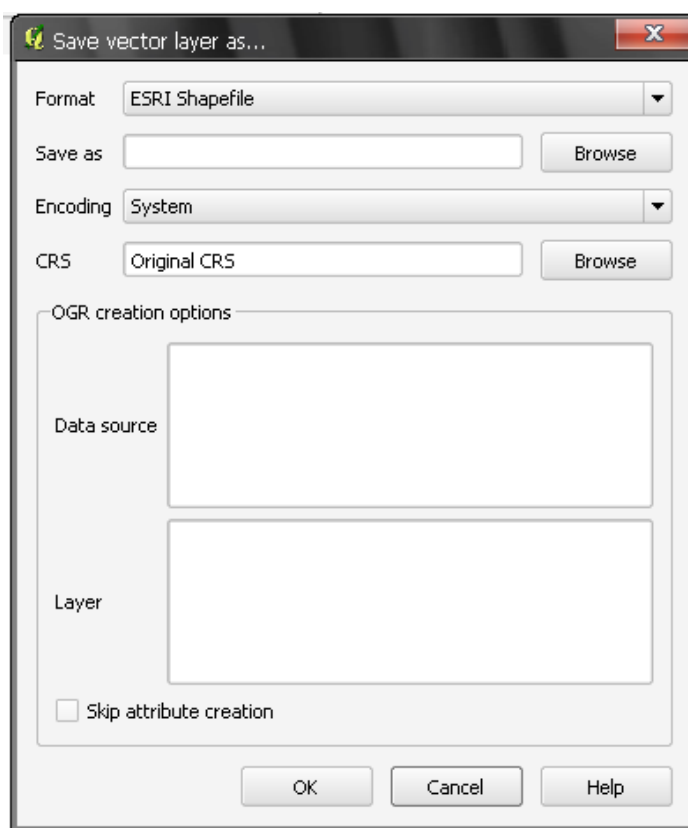 Save vector layer as...
Format ESRI Shapefile
Save as Browse
Encoding System
CRS Original CRS Browse
OGR creation options
Data source
Layer
Skip attribute creation
OK Cancel Help